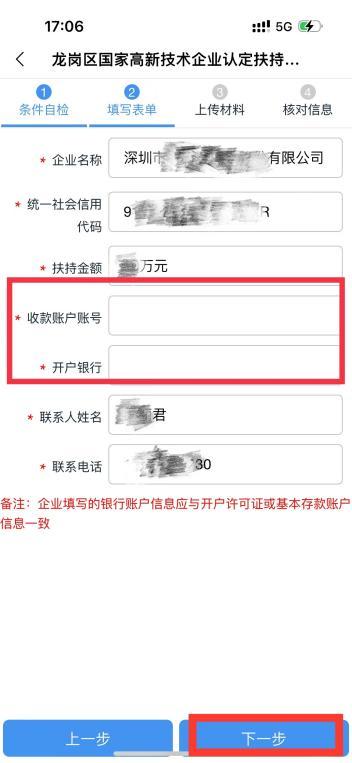 17:06
5G
龙岗区国家高新技术企业认定扶持...
1
2
3
4
条件自检
填写表单
上传材料
核对信息
* 企业名称
深圳市
有限公司
* 统一社会信用
代码
9
R
* 扶持金额
万元
* 收款账户账号
* 开户银行
* 联系人姓名
君
* 联系电话
30
备注：企业填写的银行账户信息应与开户许可证或基本存款账户
信息一致
上一步
下一步